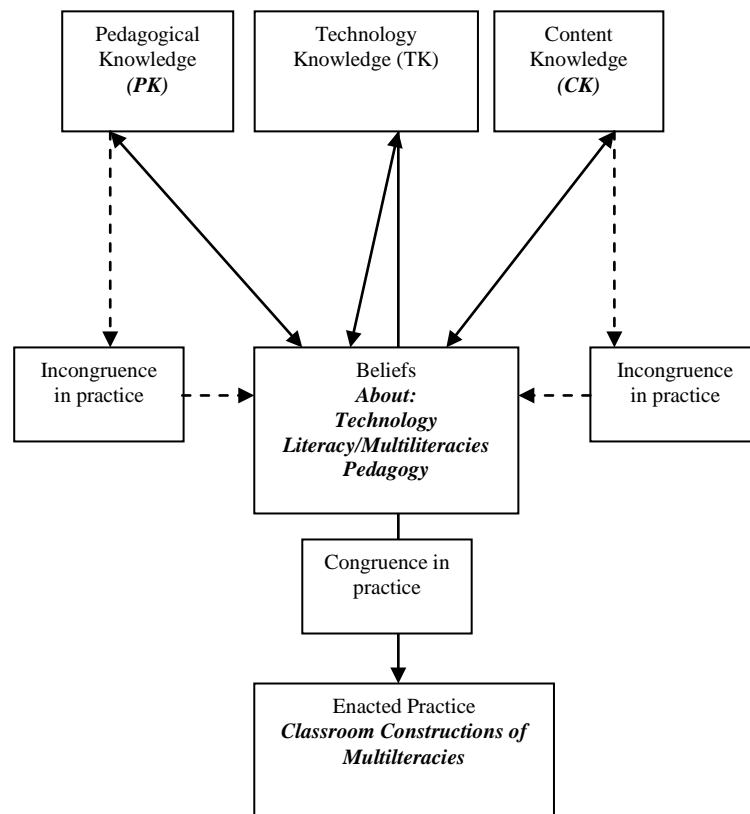 Pedagogical
Knowledge
(PK)
Technology
Knowledge (TK)
Content
Knowledge
(CK)
Incongruence
in practice
Beliefs
About:
Technology
Literacy/Multiliteracies
Pedagogy
Incongruence
in practice
Congruence in
practice
Enacted Practice
Classroom Constructions of
Multilteracies